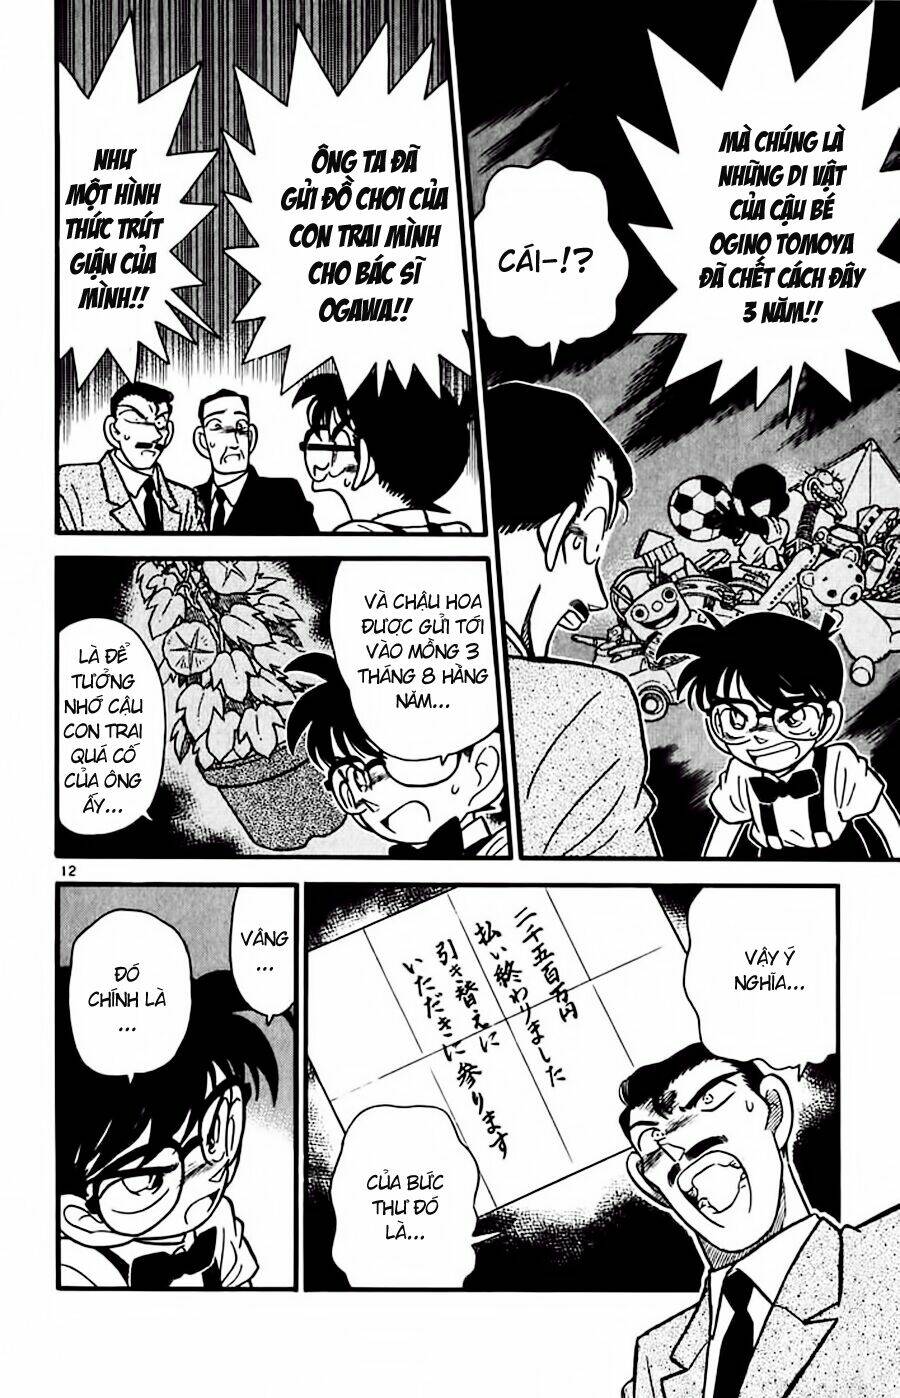 MÀ CHÚNG LÀ
NHỮNG DI VẬT
CỦA CẬU BÉ
OGINO TOMOYA
ĐÃ CHẾT CÁCH ĐÂY
3 NĂM!!
CÁI-!?
ÔNG TA ĐÃ
GỬI ĐỒ CHƠI CỦA
CON TRAI MÌNH
CHO BÁC SĨ
OGAWA!!
NHƯ
MỘT HÌNH
THỨC TRÚT
GIẬN CỦA
MÌNH!!
VÀ CHẬU HOA
ĐƯỢC GỬI TỚI
VÀO MỒNG 3
THÁNG 8 HẰNG
NĂM...
LÀ ĐỂ
TƯỞNG
NHỚ CẬU
CON TRAI
QUÁ CỐ
CỦA ÔNG
ẤY...
12
VẬY Ý
NGHĨA...
二千五百万円
払い終わりました
引き替えに
いただきに参ります
CỦA BỨC
THƯ ĐÓ
LÀ...
VÂNG
...
ĐÓ
CHÍNH LÀ
...